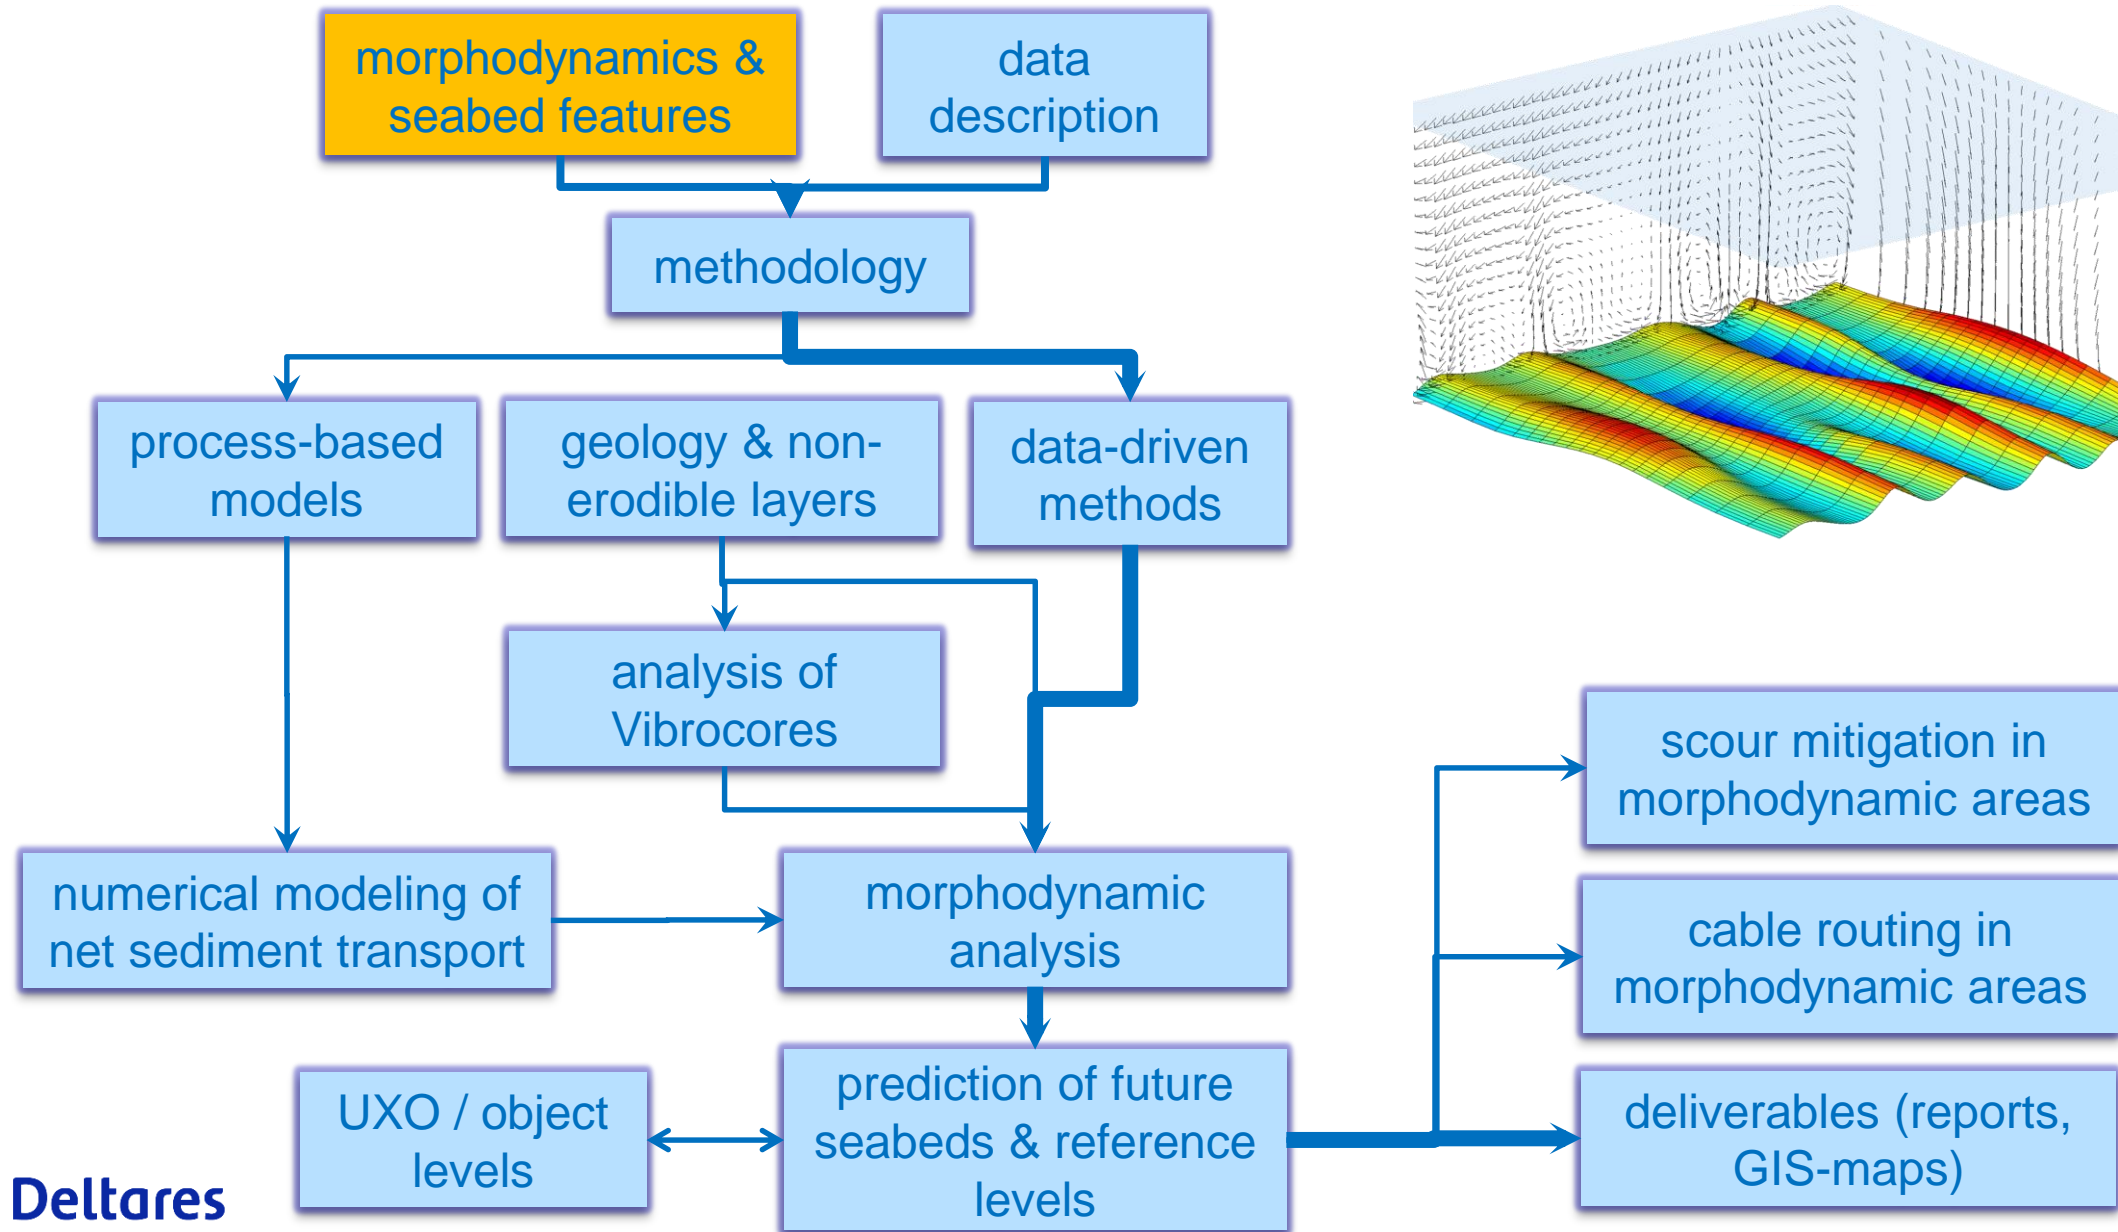 morphodynamics &
seabed features
data
description
methodology
process-based
models
geology & non-
erodible layers
data-driven
methods
analysis of
Vibrocores
scour mitigation in
morphodynamic areas
numerical modeling of
net sediment transport
morphodynamic
analysis
cable routing in
morphodynamic areas
UXO / object
levels
prediction of future
seabeds & reference
levels
deliverables (reports,
GIS-maps)
Deltares